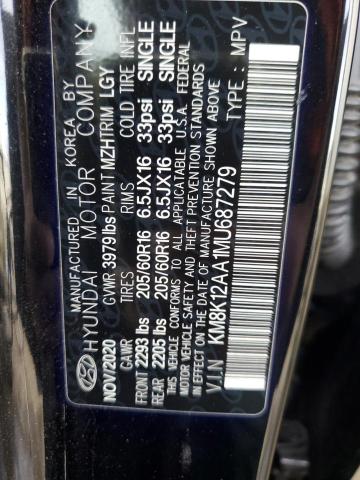 MANUFACTURED IN KOREA BY
HYUNDAI MOTOR COMPANY
NOV/2020 GVWR 3979 lbs PAINT MZHTRIM LGY
GAWR TIRES RIMS COLD TIRE INFL
FRONT 2293 lbs 205/60R16 6.5JX16 33psi SINGLE
REAR 2205 lbs 205/60R16 6.5JX16 33psi SINGLE
THIS VEHICLE CONFORMS TO ALL APPLICABLE U.S.A. FEDERAL
MOTOR VEHICLE SAFETY AND THEFT PREVENTION STANDARDS
IN EFFECT ON DATE OF MANUFACTURE SHOWN ABOVE
V.I.N KM8K12AA1MU687279 TYPE : MPV